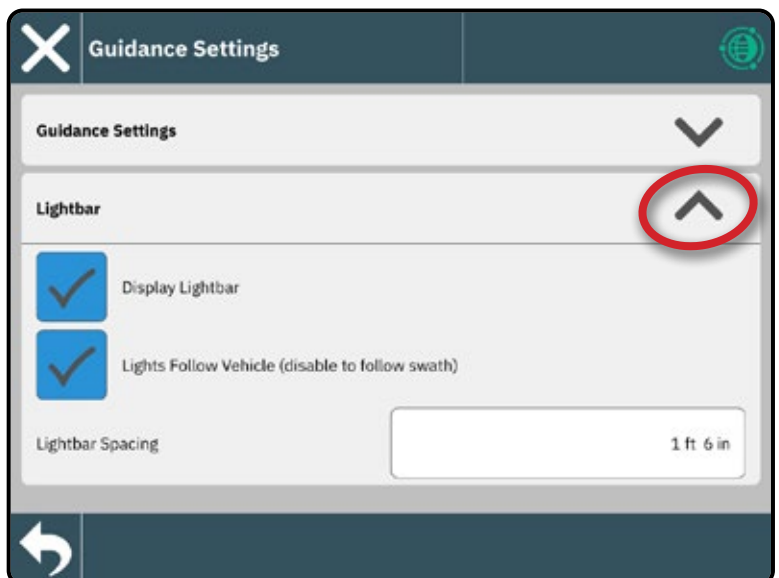 Guidance Settings
Guidance Settings
Lightbar
Display Lightbar
Lights Follow Vehicle (disable to follow swath)
Lightbar Spacing 1 ft 6 in